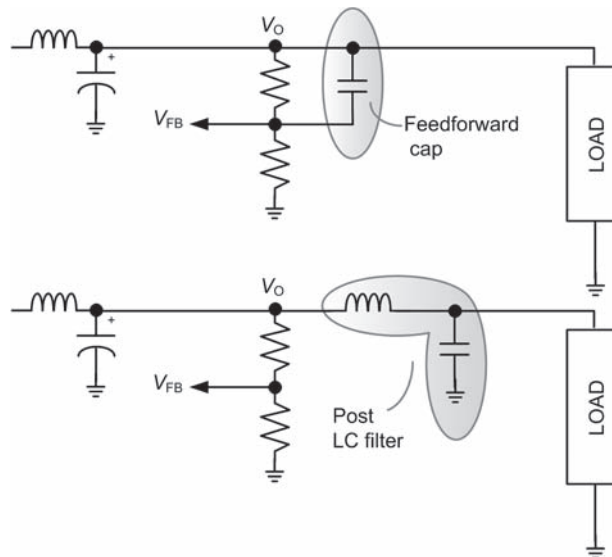 V_O
+
V_FB
Feedforward
cap
LOAD
V_O
+
V_FB
Post
LC filter
LOAD